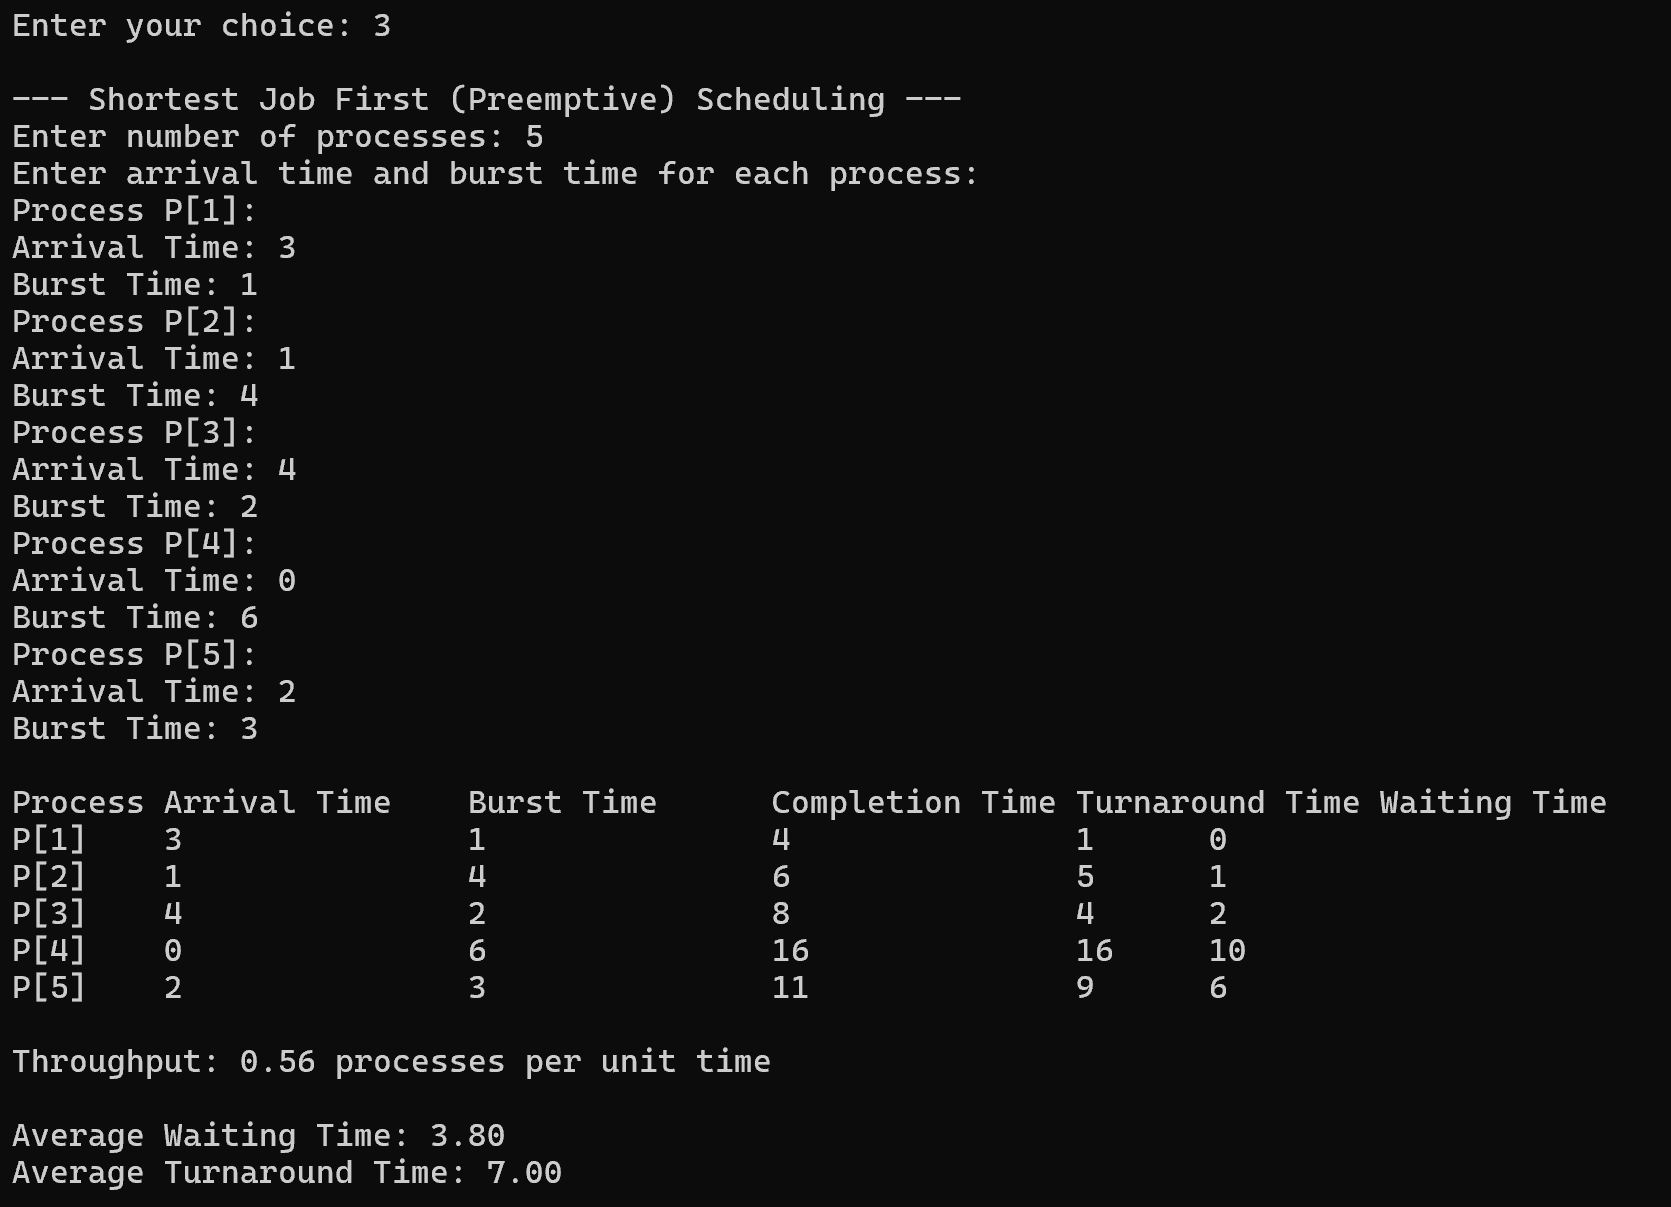 Enter your choice: 3
--- Shortest Job First (Preemptive) Scheduling ---
Enter number of processes: 5
Enter arrival time and burst time for each process:
Process P[1]:
Arrival Time: 3
Burst Time: 1
Process P[2]:
Arrival Time: 1
Burst Time: 4
Process P[3]:
Arrival Time: 4
Burst Time: 2
Process P[4]:
Arrival Time: 0
Burst Time: 6
Process P[5]:
Arrival Time: 2
Burst Time: 3
Process Arrival Time Burst Time Completion Time Turnaround Time Waiting Time
P[1] 3 1 4 1 0
P[2] 1 4 6 5 1
P[3] 4 2 8 4 2
P[4] 0 6 16 16 10
P[5] 2 3 11 9 6
Throughput: 0.56 processes per unit time
Average Waiting Time: 3.80
Average Turnaround Time: 7.00